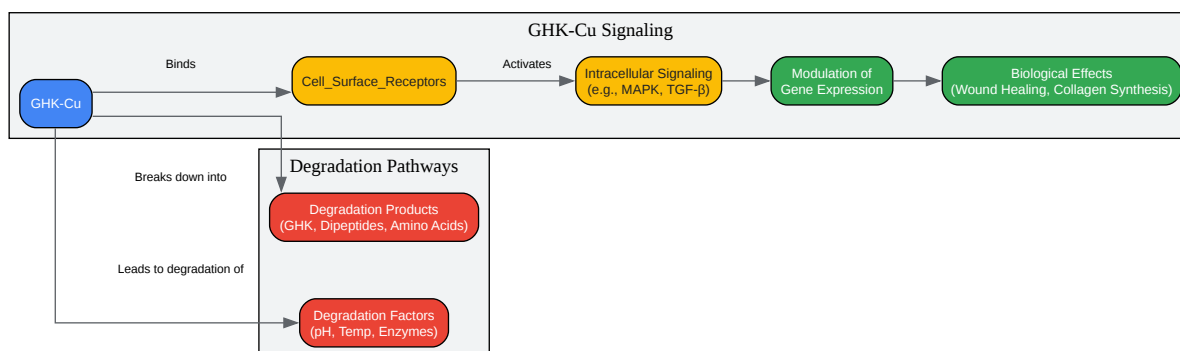 GHK-Cu Signaling
GHK-Cu
Binds
Cell_Surface_Receptors
Activates
Intracellular Signaling
(e.g., MAPK, TGF-β)
Modulation of
Gene Expression
Biological Effects
(Wound Healing, Collagen Synthesis)
Degradation Pathways
Breaks down into
Degradation Products
(GHK, Dipeptides, Amino Acids)
Leads to degradation of
Degradation Factors
(pH, Temp, Enzymes)